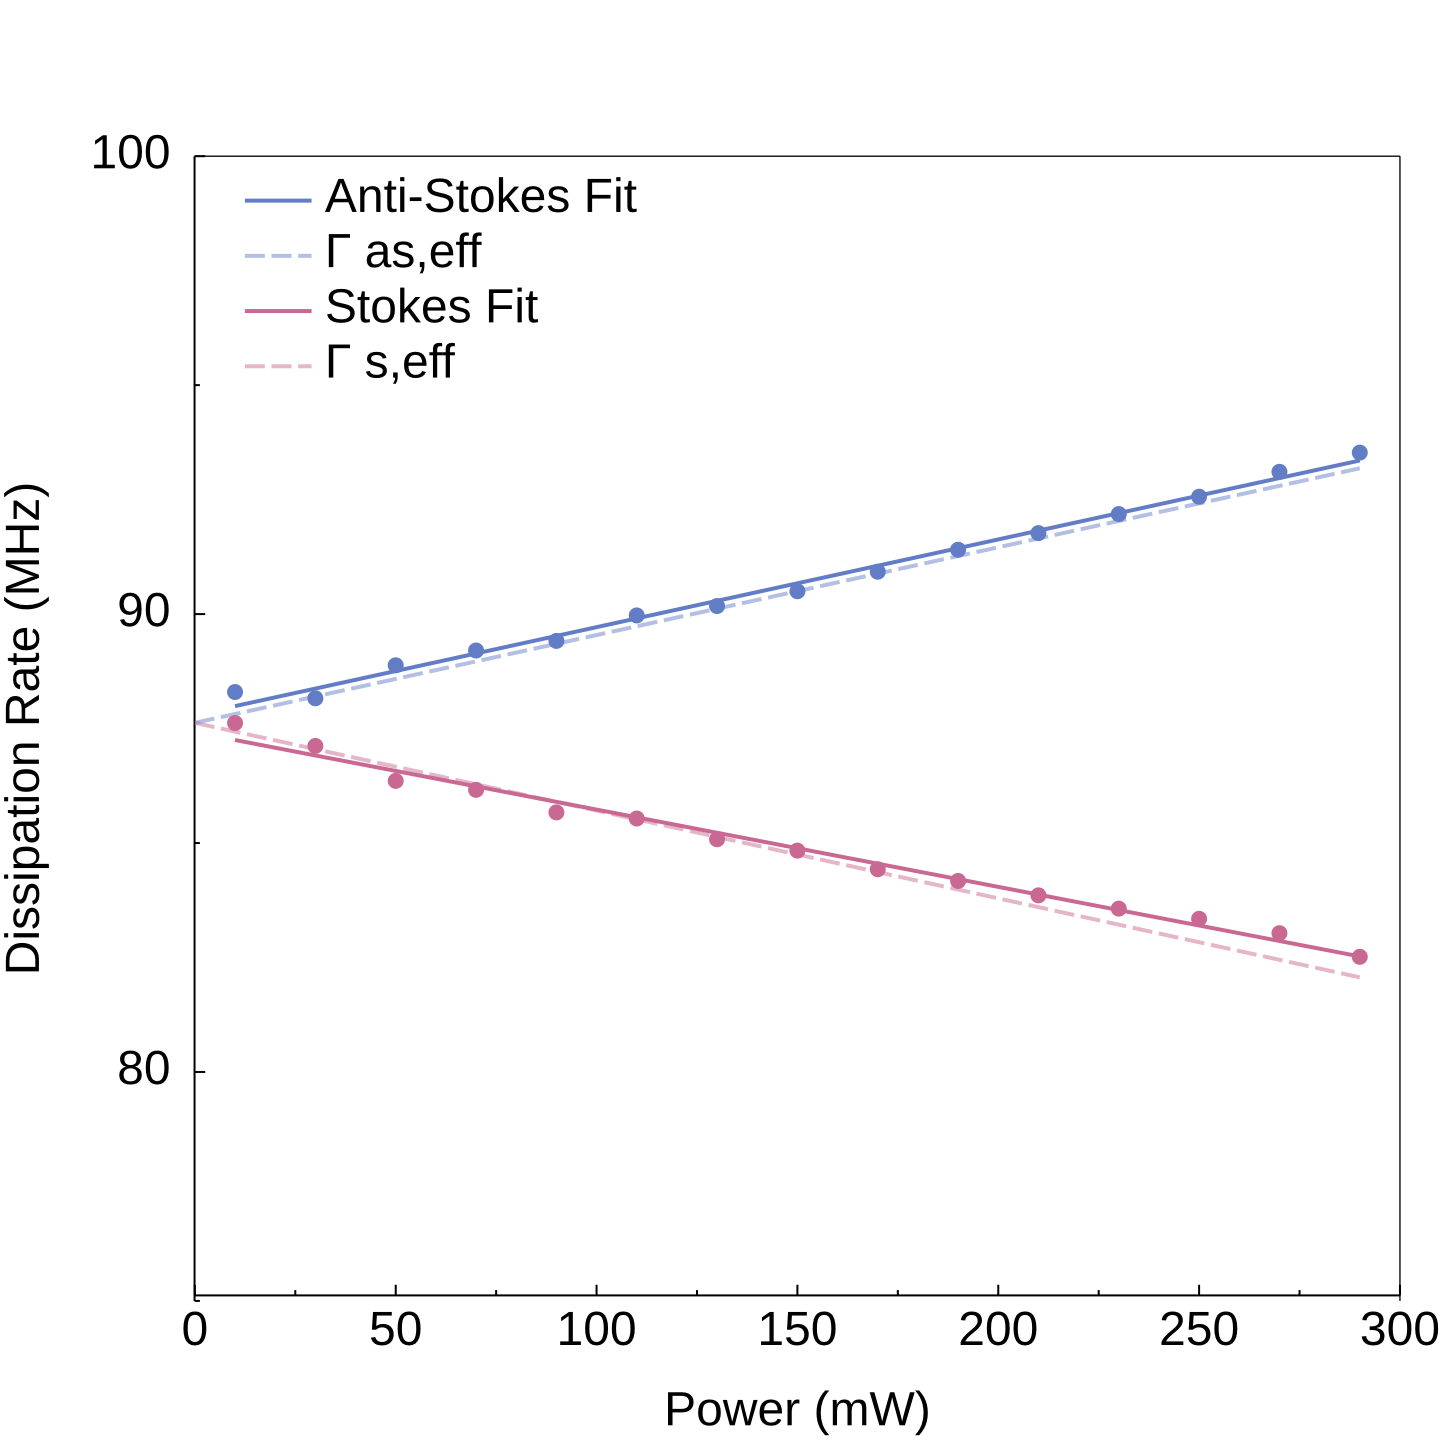 100
Anti-Stokes Fit
Γ as,eff
Stokes Fit
Γ s,eff
Dissipation Rate (MHz)
90
80
0 50 100 150 200 250 300
Power (mW)